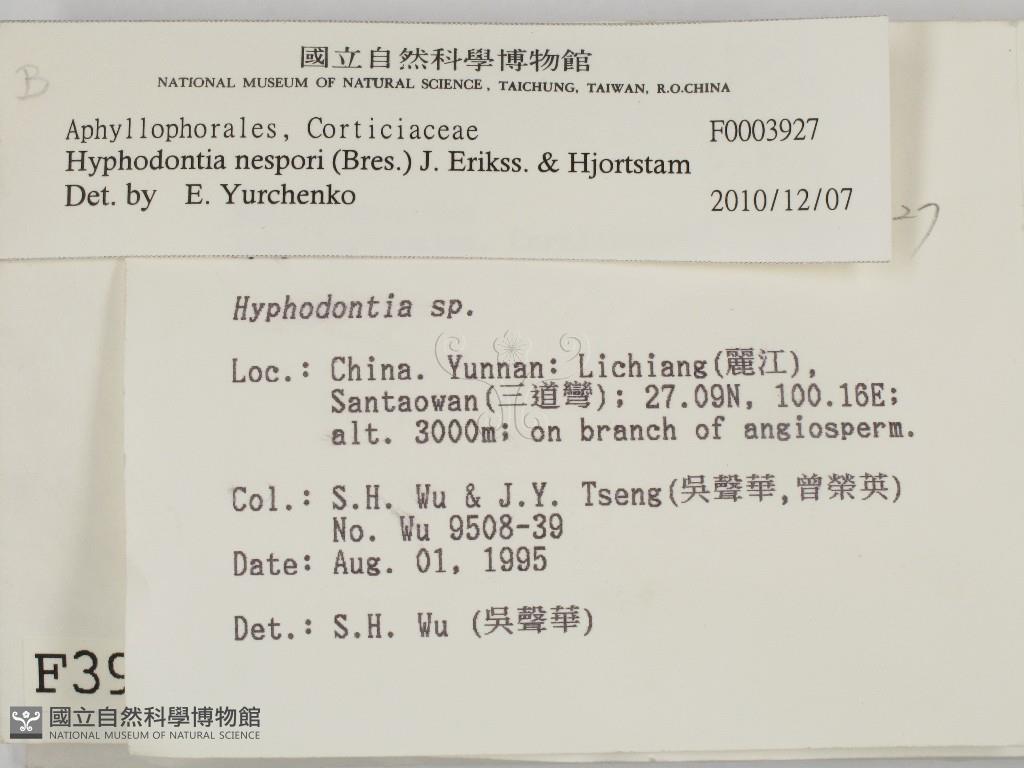 B
國立自然科學博物館
NATIONAL MUSEUM OF NATURAL SCIENCE, TAICHUNG, TAIWAN, R.O.CHINA
Aphyllophorales, Corticiaceae F0003927
Hyphodontia nespori (Bres.) J. Erikss. & Hjortstam
Det. by E. Yurchenko 2010/12/07
27
Hyphodontia sp.
Loc.: China. Yunnan: Lichiang(麗江),
Santaowan(三道彎); 27.09N, 100.16E;
alt. 3000m; on branch of angiosperm.
Col.: S.H. Wu & J.Y. Tseng(吳聲華,曾榮英)
No. Wu 9508-39
Date: Aug. 01, 1995
Det.: S.H. Wu (吳聲華)
F39
國立自然科學博物館
NATIONAL MUSEUM OF NATURAL SCIENCE